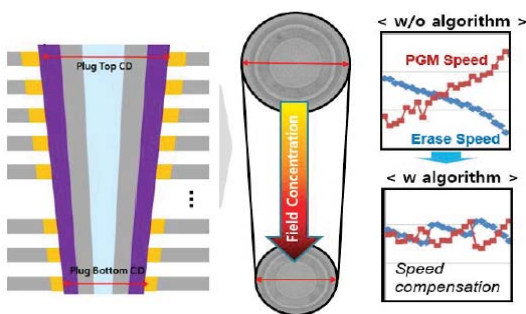 Plug Top CD
Plug Bottom CD
Field Concentration
< w/o algorithm >
PGM Speed
Erase Speed
< w algorithm >
Speed
compensation